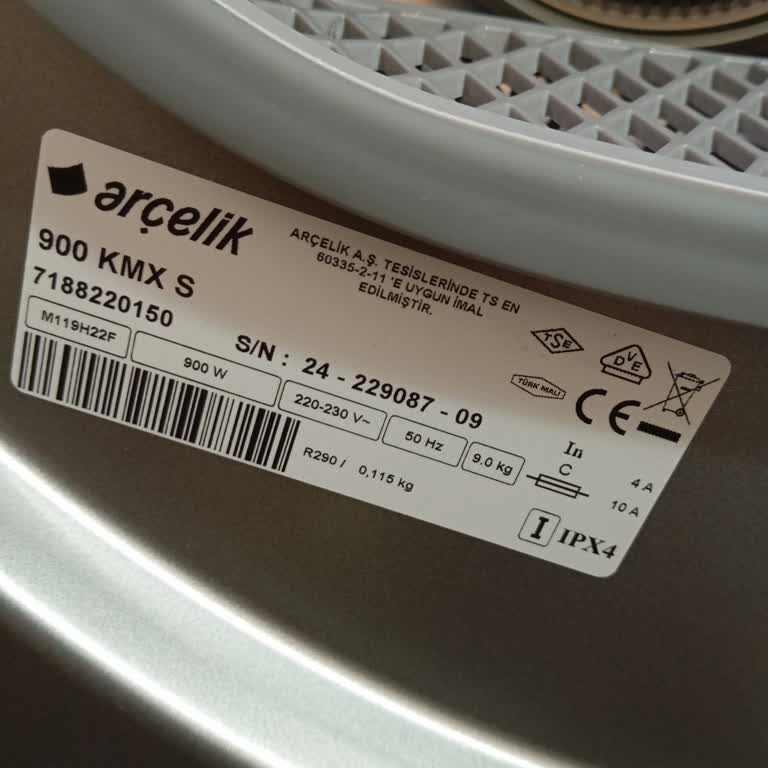 arçelik
900 KMX S
7188220150
ARÇELİK A.Ş. TESİSLERİNDE TS EN
60335-2-11 'E UYGUN İMAL
EDİLMİŞTİR.
S/N : 24 - 229087 - 09
M119H22F
900 W
220-230 V~
50 Hz
9.0 kg
R290 / 0,115 kg
TSE
DVE
TÜRK MALI
CE
In
C
4 A
10 A
I
IPX4